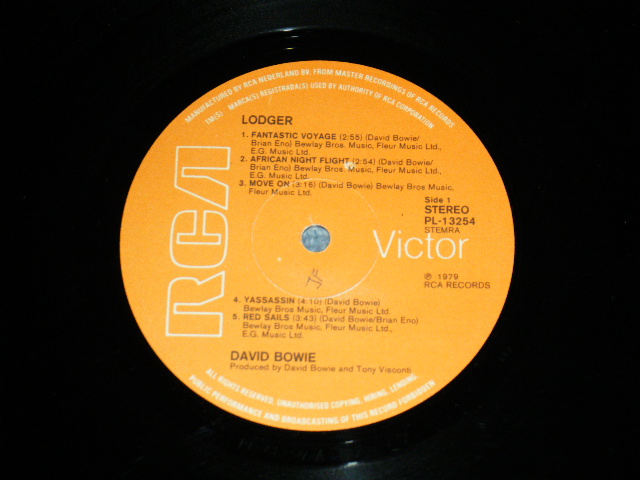 MANUFACTURED BY RCA NEDERLAND BV. FROM MASTER RECORDINGS OF RCA RECORDS
TM(S) MARCA(S) REGISTRADA(S) USED BY AUTHORITY OF RCA CORPORATION
LODGER
1. FANTASTIC VOYAGE (2:55) (David Bowie/
Brian Eno) Bewlay Bros. Music, Fleur Music Ltd.,
E.G. Music Ltd.
2. AFRICAN NIGHT FLIGHT (2:54) (David Bowie/
Brian Eno) Bewlay Bros. Music, Fleur Music Ltd.,
E.G. Music Ltd.
3. MOVE ON (3:16) (David Bowie) Bewlay Bros Music,
Fleur Music Ltd.
Side 1
STEREO
PL-13254
STEMRA
RCA
Victor
℗ 1979
RCA RECORDS
4. YASSASSIN (4:10) (David Bowie)
Bewlay Bros Music, Fleur Music Ltd.
5. RED SAILS (3:43) (David Bowie/Brian Eno)
Bewlay Bros Music, Fleur Music Ltd.,
E.G. Music Ltd.
DAVID BOWIE
Produced by David Bowie and Tony Visconti
ALL RIGHTS RESERVED. UNAUTHORISED COPYING, HIRING, LENDING,
PUBLIC PERFORMANCE AND BROADCASTING OF THIS RECORD FORBIDDEN